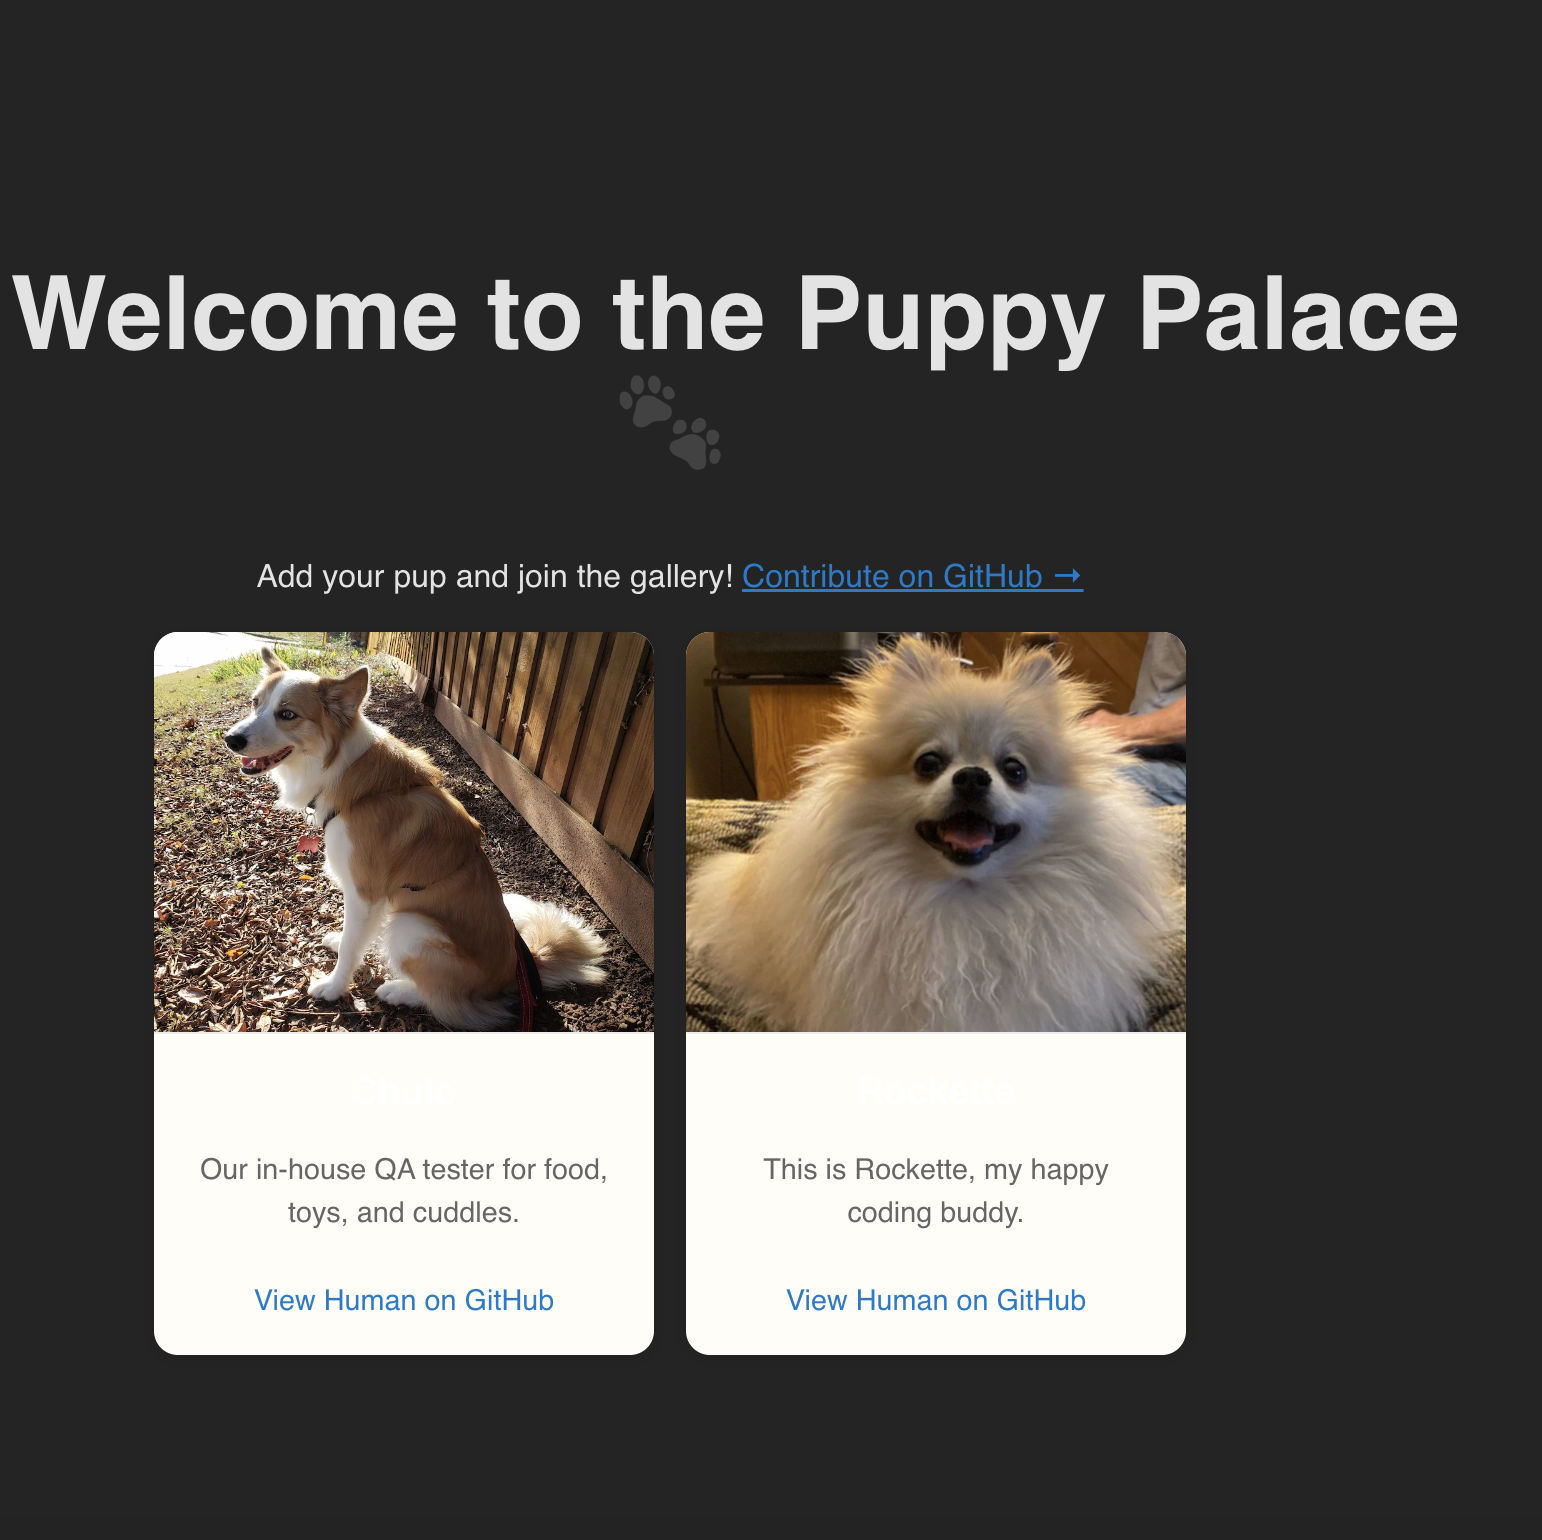 Welcome to the Puppy Palace
🐾
Add your pup and join the gallery! Contribute on GitHub →
Chulo
Our in-house QA tester for food,
toys, and cuddles.
View Human on GitHub
Rockette
This is Rockette, my happy
coding buddy.
View Human on GitHub